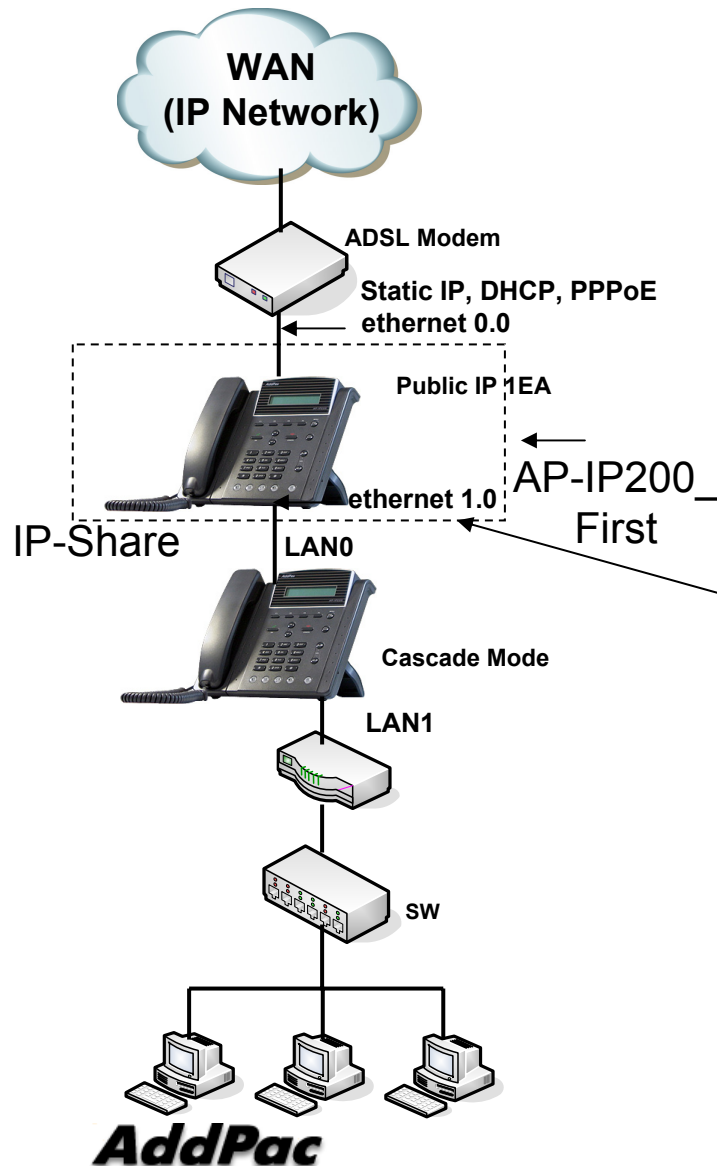 WAN
(IP Network)
ADSL Modem
Static IP, DHCP, PPPoE
ethernet 0.0
Public IP 1EA
AP-IP200_
First
ethernet 1.0
IP-Share
LAN0
Cascade Mode
LAN1
SW
AddPac